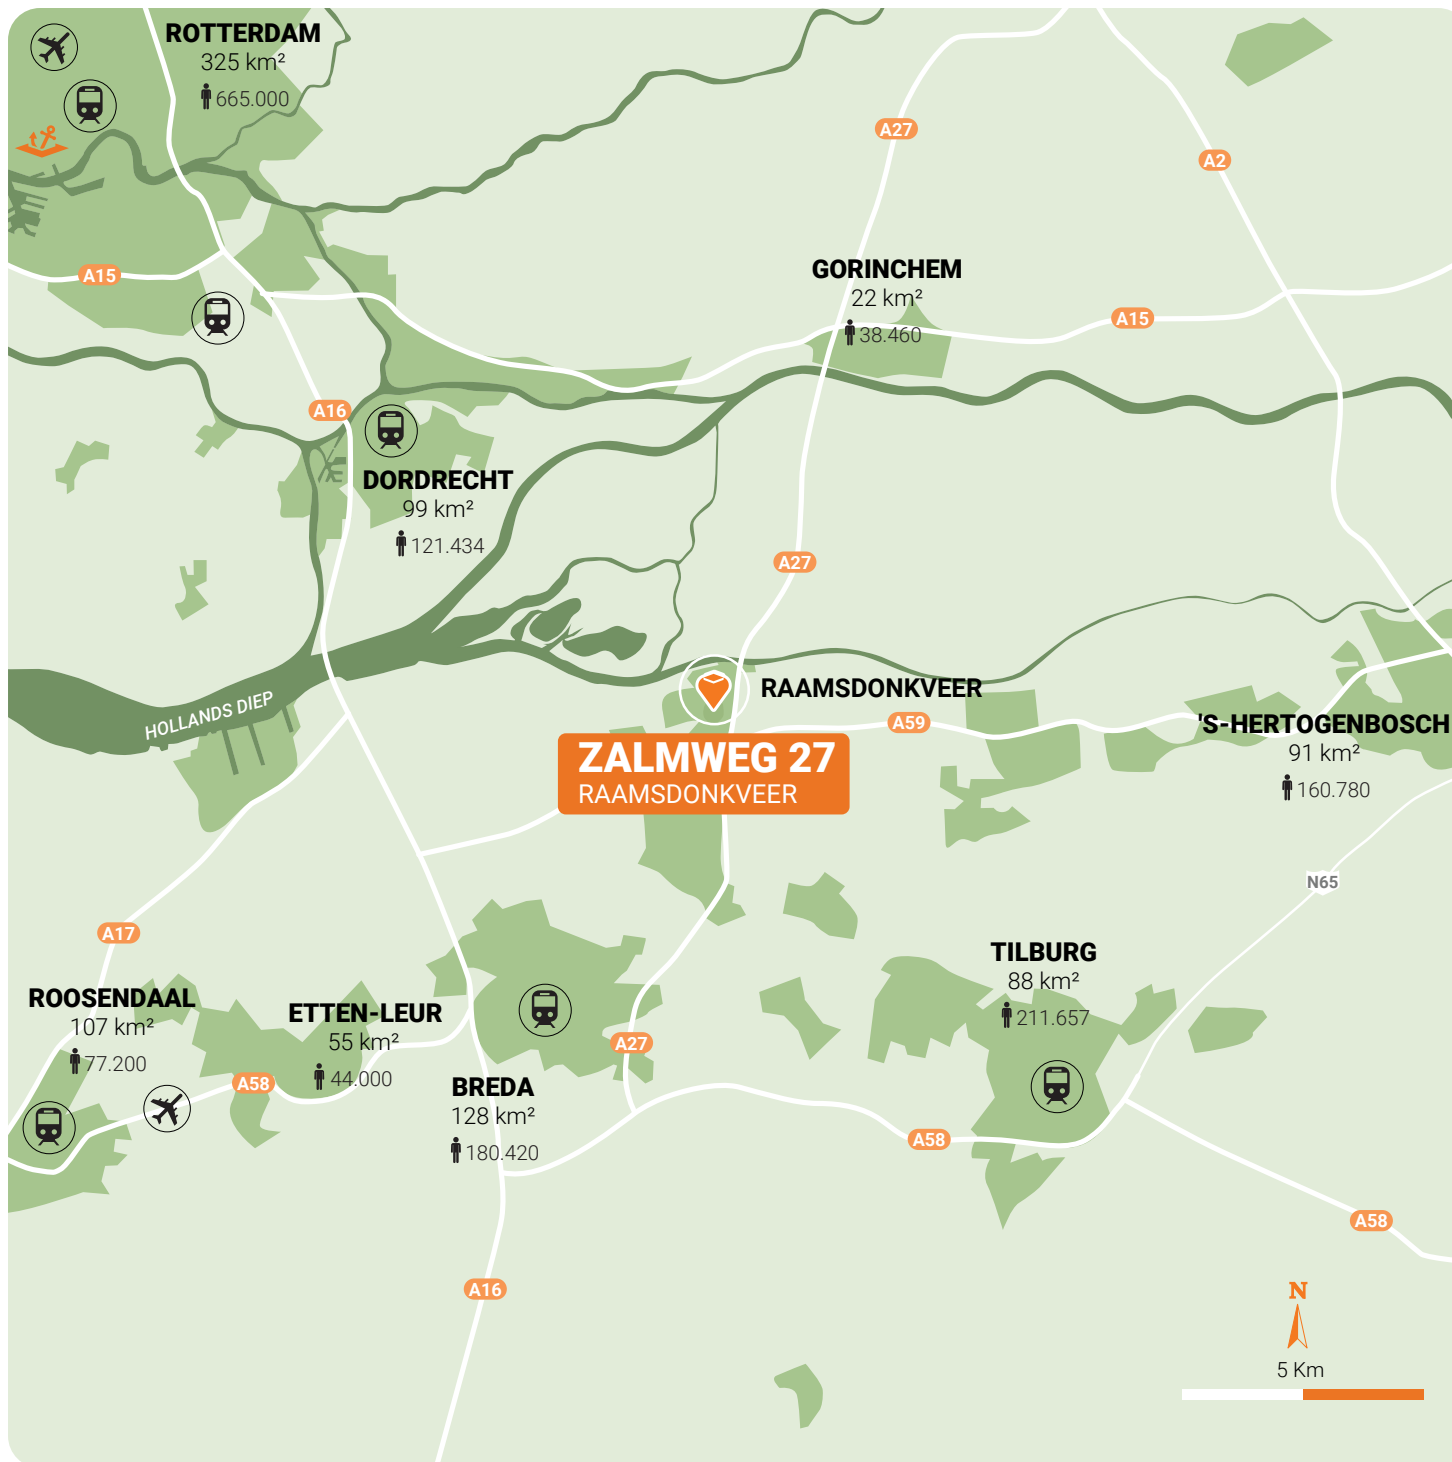 ROTTERDAM
325 km²
665.000
A27
A2
GORINCHEM
22 km²
38.460
A15
A15
A16
DORDRECHT
99 km²
121.434
A27
HOLLANDS DIEP
RAAMSDONKVEER
A59
'S-HERTOGENBOSCH
91 km²
160.780
ZALMWEG 27
RAAMSDONKVEER
N65
A17
TILBURG
88 km²
211.657
ROOSENDAAL
107 km²
77.200
ETTEN-LEUR
55 km²
44.000
A58
A27
BREDA
128 km²
180.420
A58
A58
A16
N
5 Km